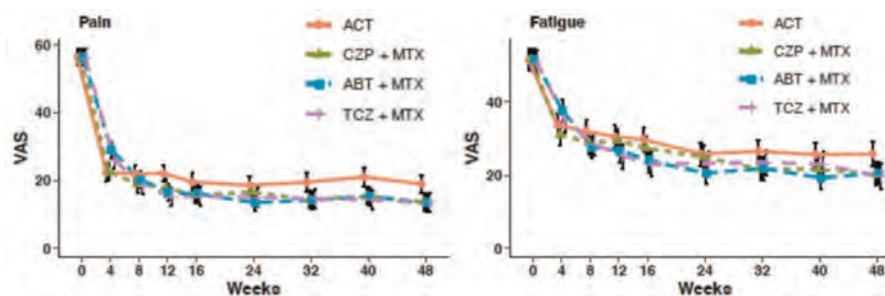 Pain
ACT
CZP + MTX
ABT + MTX
TCZ + MTX
VAS
60
40
20
0
0 4 8 12 16 24 32 40 48
Weeks
Fatigue
ACT
CZP + MTX
ABT + MTX
TCZ + MTX
VAS
40
20
0
0 4 8 12 16 24 32 40 48
Weeks